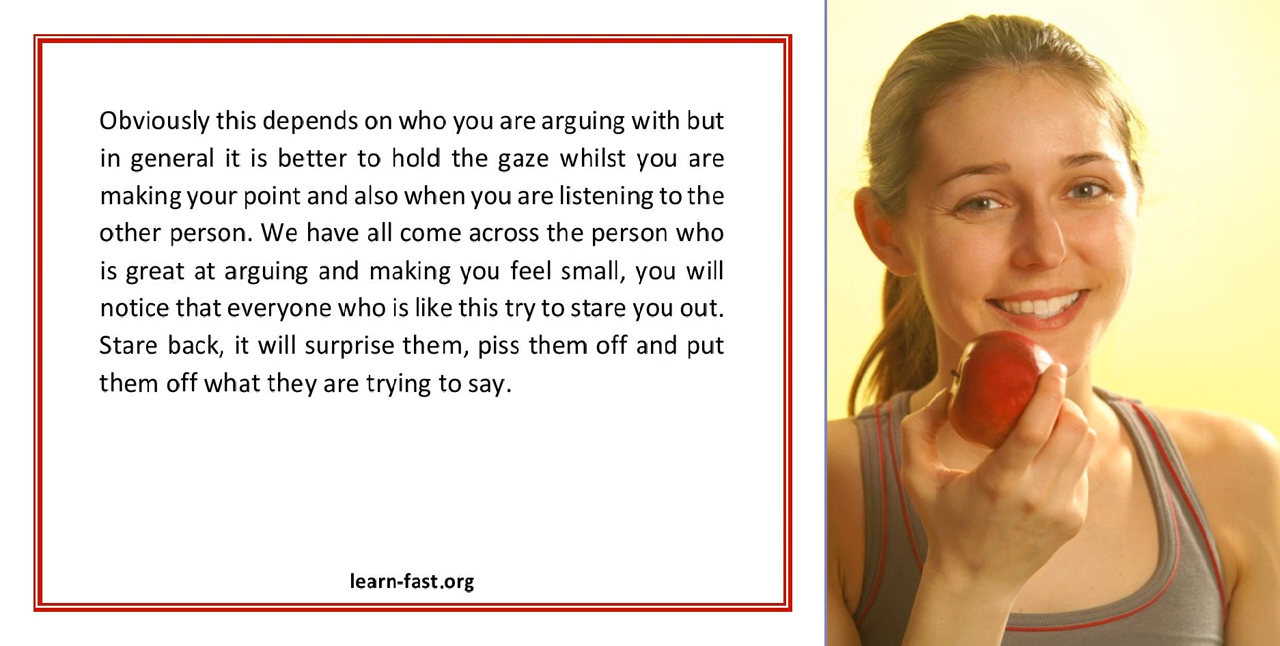 Obviously this depends on who you are arguing with but
in general it is better to hold the gaze whilst you are
making your point and also when you are listening to the
other person. We have all come across the person who
is great at arguing and making you feel small, you will
notice that everyone who is like this try to stare you out.
Stare back, it will surprise them, piss them off and put
them off what they are trying to say.
learn-fast.org